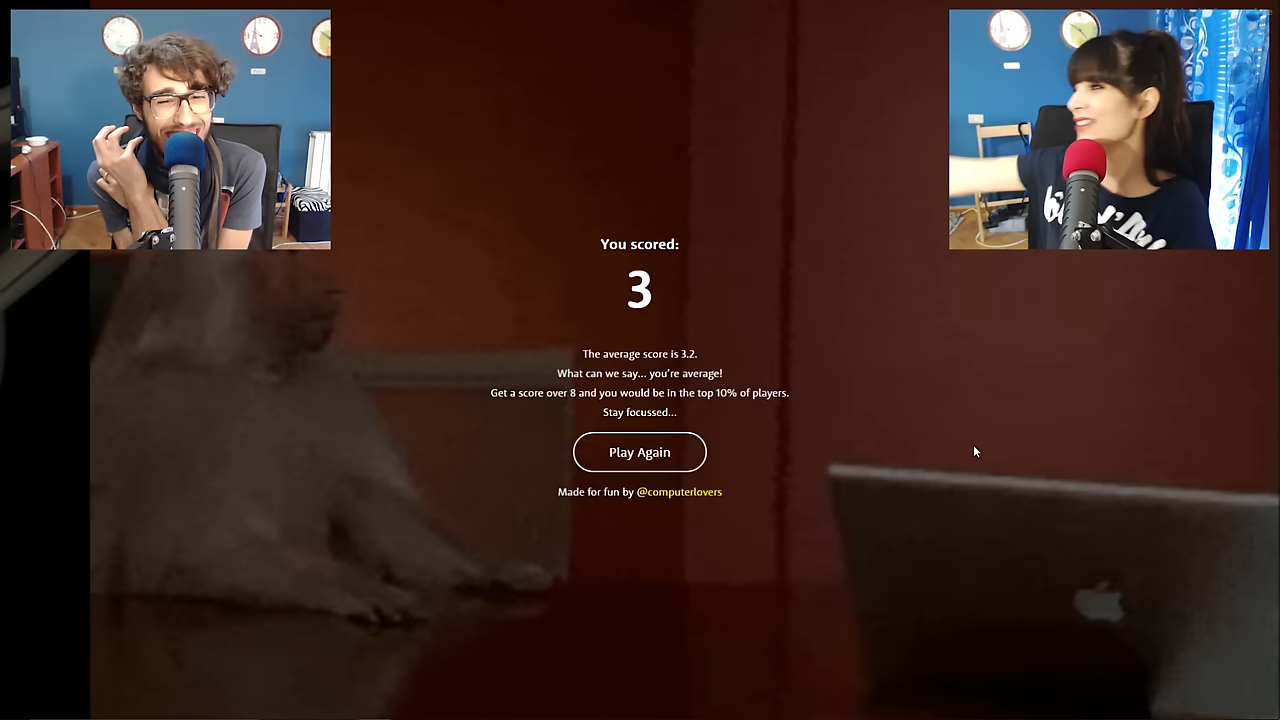 You scored:
3
The average score is 3.2.
What can we say... you're average!
Get a score over 8 and you would be in the top 10% of players.
Stay focussed...
Play Again
Made for fun by @computerlovers